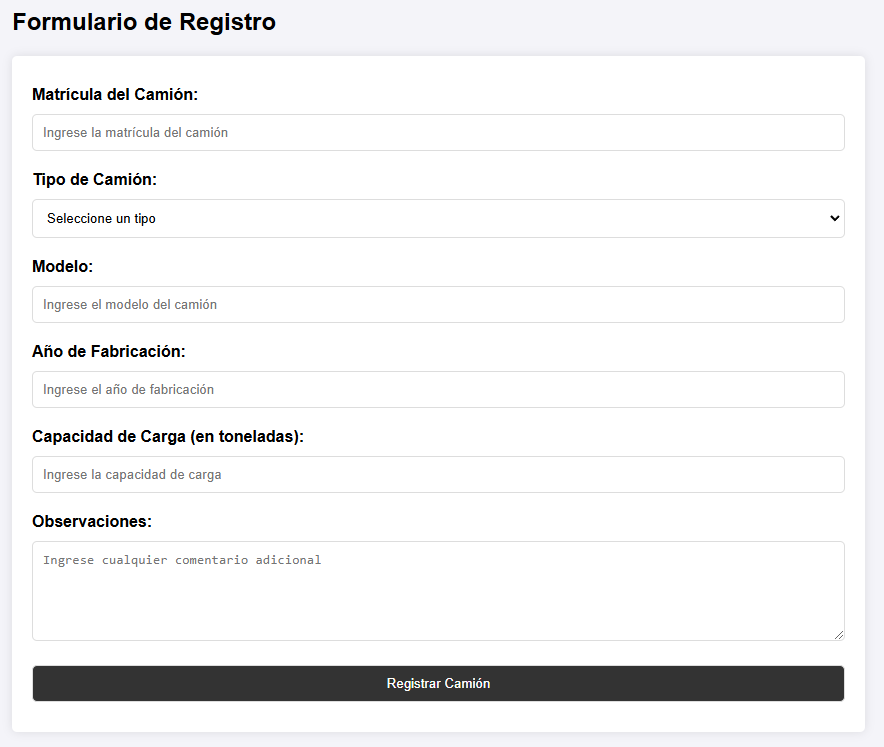 Formulario de Registro
Matrícula del Camión:
Ingrese la matrícula del camión
Tipo de Camión:
Seleccione un tipo
Modelo:
Ingrese el modelo del camión
Año de Fabricación:
Ingrese el año de fabricación
Capacidad de Carga (en toneladas):
Ingrese la capacidad de carga
Observaciones:
Ingrese cualquier comentario adicional
Registrar Camión